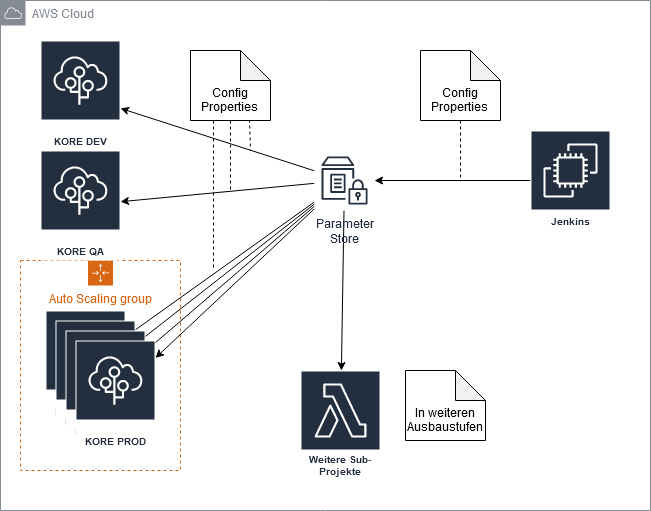 AWS Cloud
KORE DEV
Config
Properties
Config
Properties
KORE QA
Parameter
Store
Jenkins
Auto Scaling group
KORE PROD
Weitere Sub-
Projekte
In weiteren
Ausbaustufen